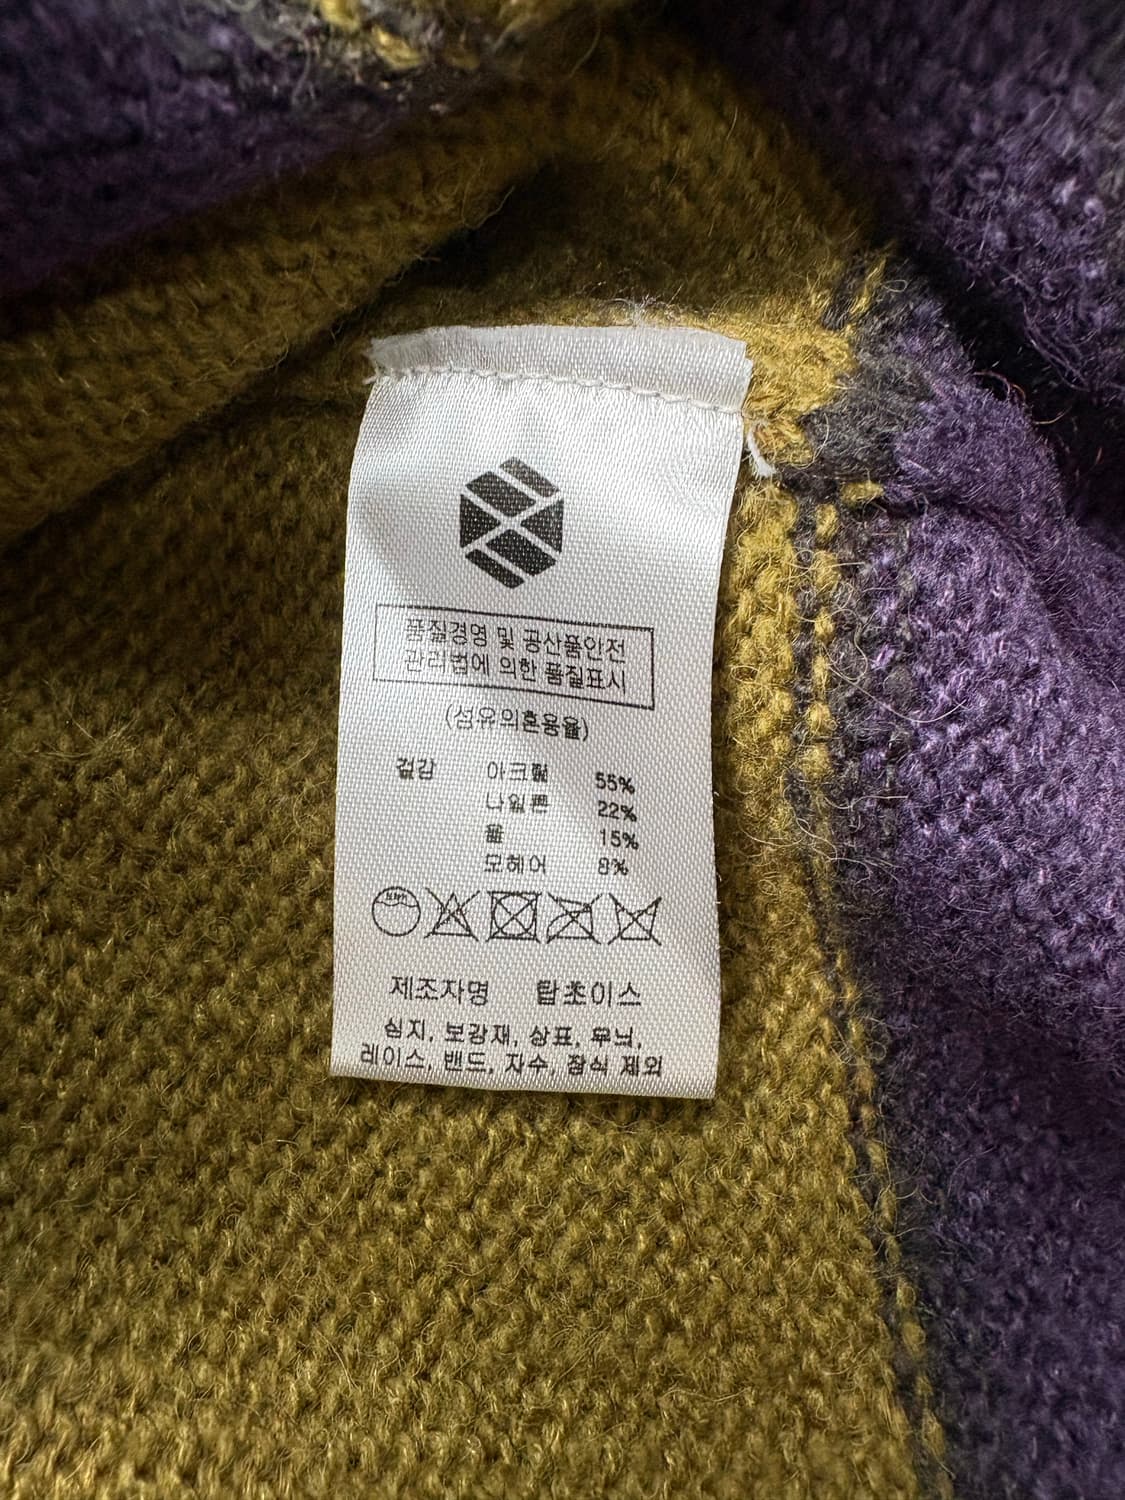 품질경영 및 공산품안전
관리법에 의한 품질표시
(섬유의혼용율)
겉감 아크릴 55%
나일론 22%
울 15%
모헤어 8%
제조자명 탑초이스
심지, 보강재, 상표, 무늬,
레이스, 밴드, 자수, 장식 제외